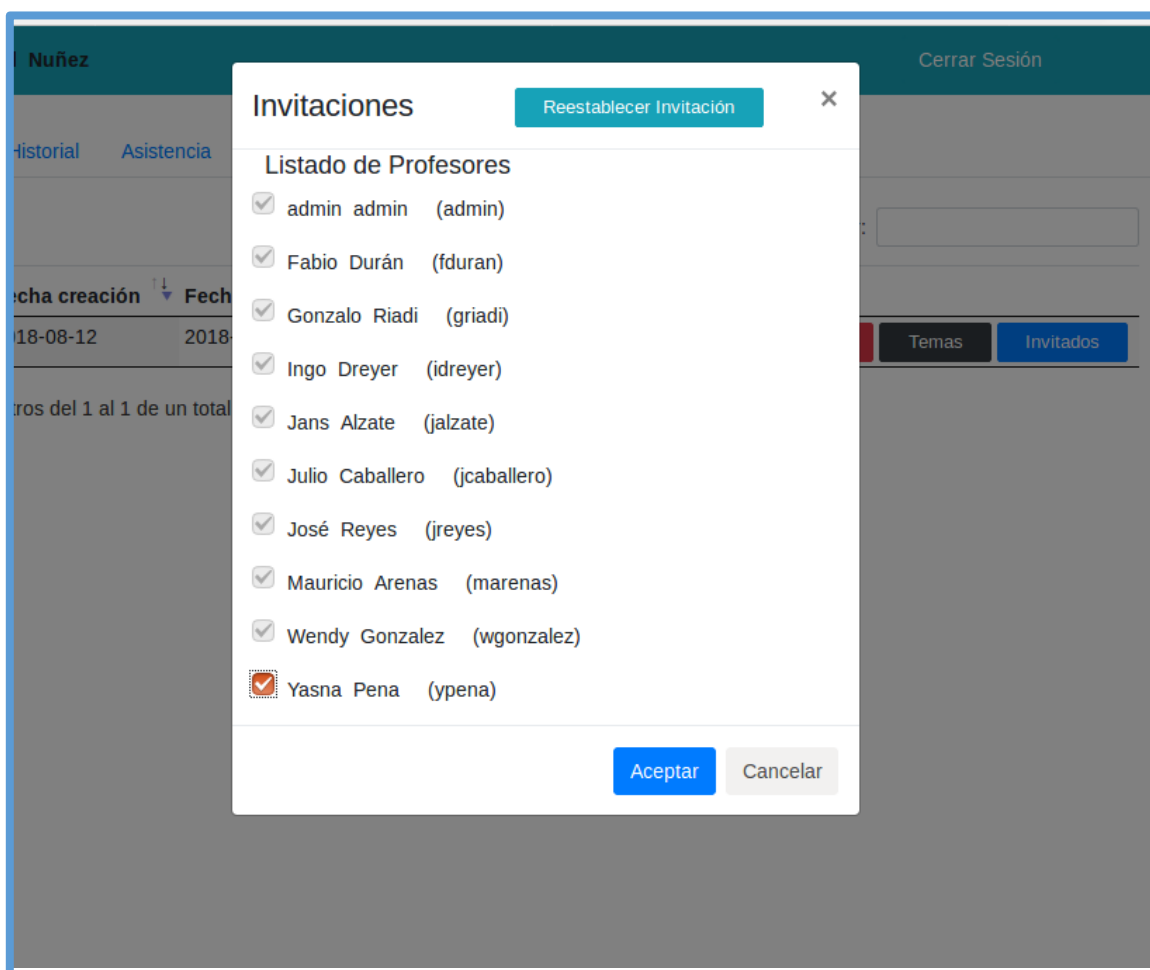 Nuñez
Cerrar Sesión
Invitaciones
Reestablecer Invitación
×
Historial Asistencia
Listado de Profesores
admin admin (admin)
Fabio Durán (fduran)
:
Gonzalo Riadi (griadi)
echa creación Fech
Ingo Dreyer (idreyer)
18-08-12 2018-
Temas Invitados
Jans Alzate (jalzate)
tros del 1 al 1 de un total
Julio Caballero (jcaballero)
José Reyes (jreyes)
Mauricio Arenas (marenas)
Wendy Gonzalez (wgonzalez)
Yasna Pena (ypena)
Aceptar Cancelar